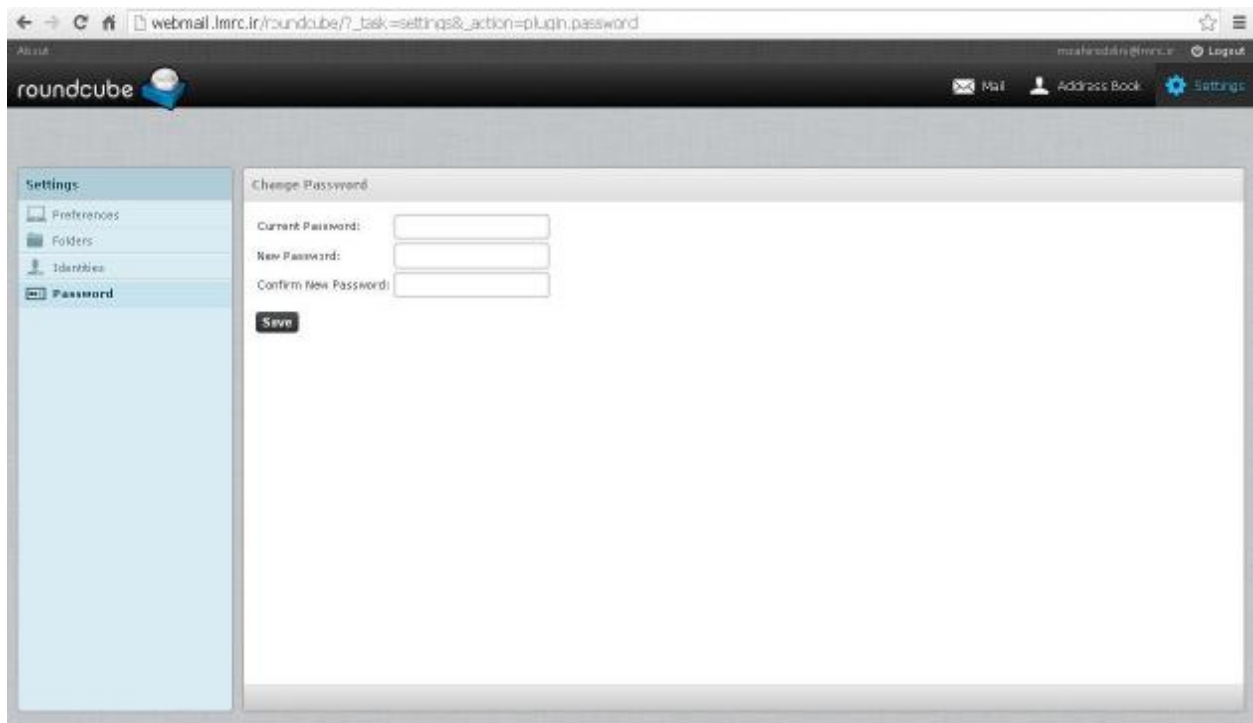 webmail.lmrc.ir/roundcube/?_task=settings&_action=plugin.password
About
Logout
roundcube
Mail Address Book Settings
Settings
Preferences
Folders
Identities
Password
Change Password
Current Password:
New Password:
Confirm New Password:
Save